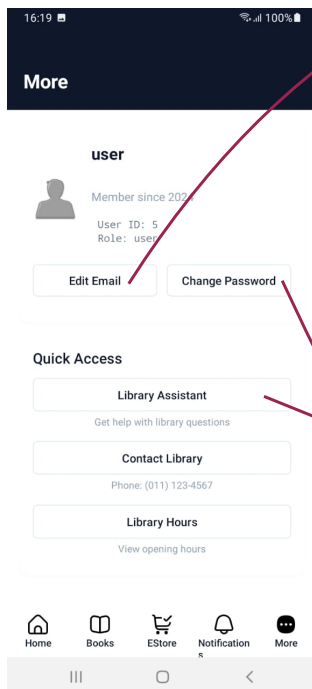 16:19 100%
More
user
Member since 2024
User ID: 5
Role: user
Edit Email Change Password
Quick Access
Library Assistant
Get help with library questions
Contact Library
Phone: (011) 123-4567
Library Hours
View opening hours
Home Books EStore Notification More
s